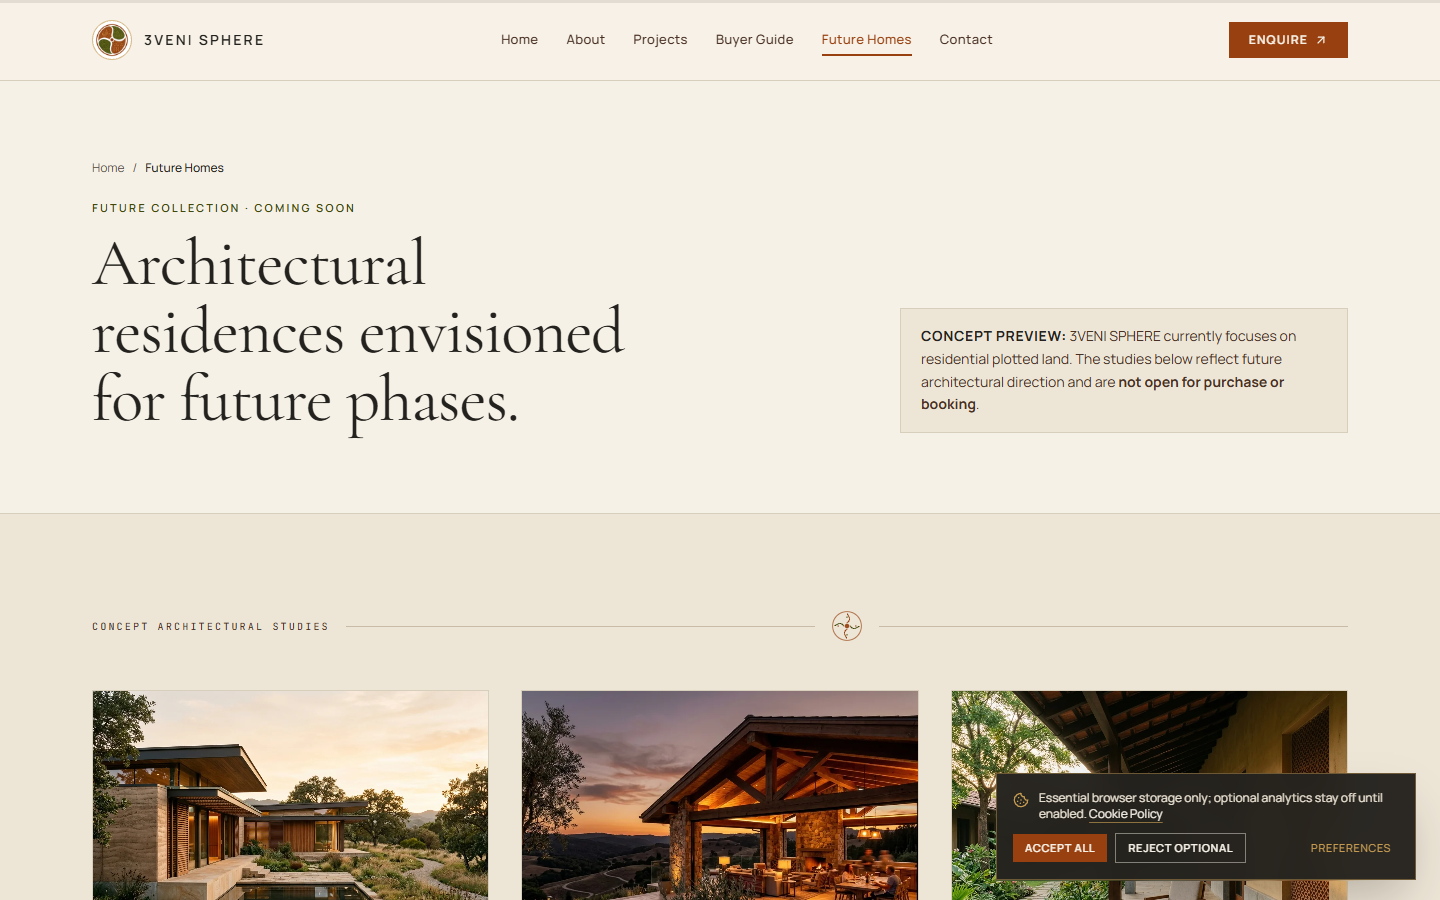 3VENI SPHERE
Home
About
Projects
Buyer Guide
Future Homes
Contact
ENQUIRE
Home / Future Homes
FUTURE COLLECTION · COMING SOON
Architectural
residences envisioned
for future phases.
CONCEPT PREVIEW: 3VENI SPHERE currently focuses on
residential plotted land. The studies below reflect future
architectural direction and are not open for purchase or
booking.
CONCEPT ARCHITECTURAL STUDIES
Essential browser storage only; optional analytics stay off until
enabled. Cookie Policy
ACCEPT ALL
REJECT OPTIONAL
PREFERENCES